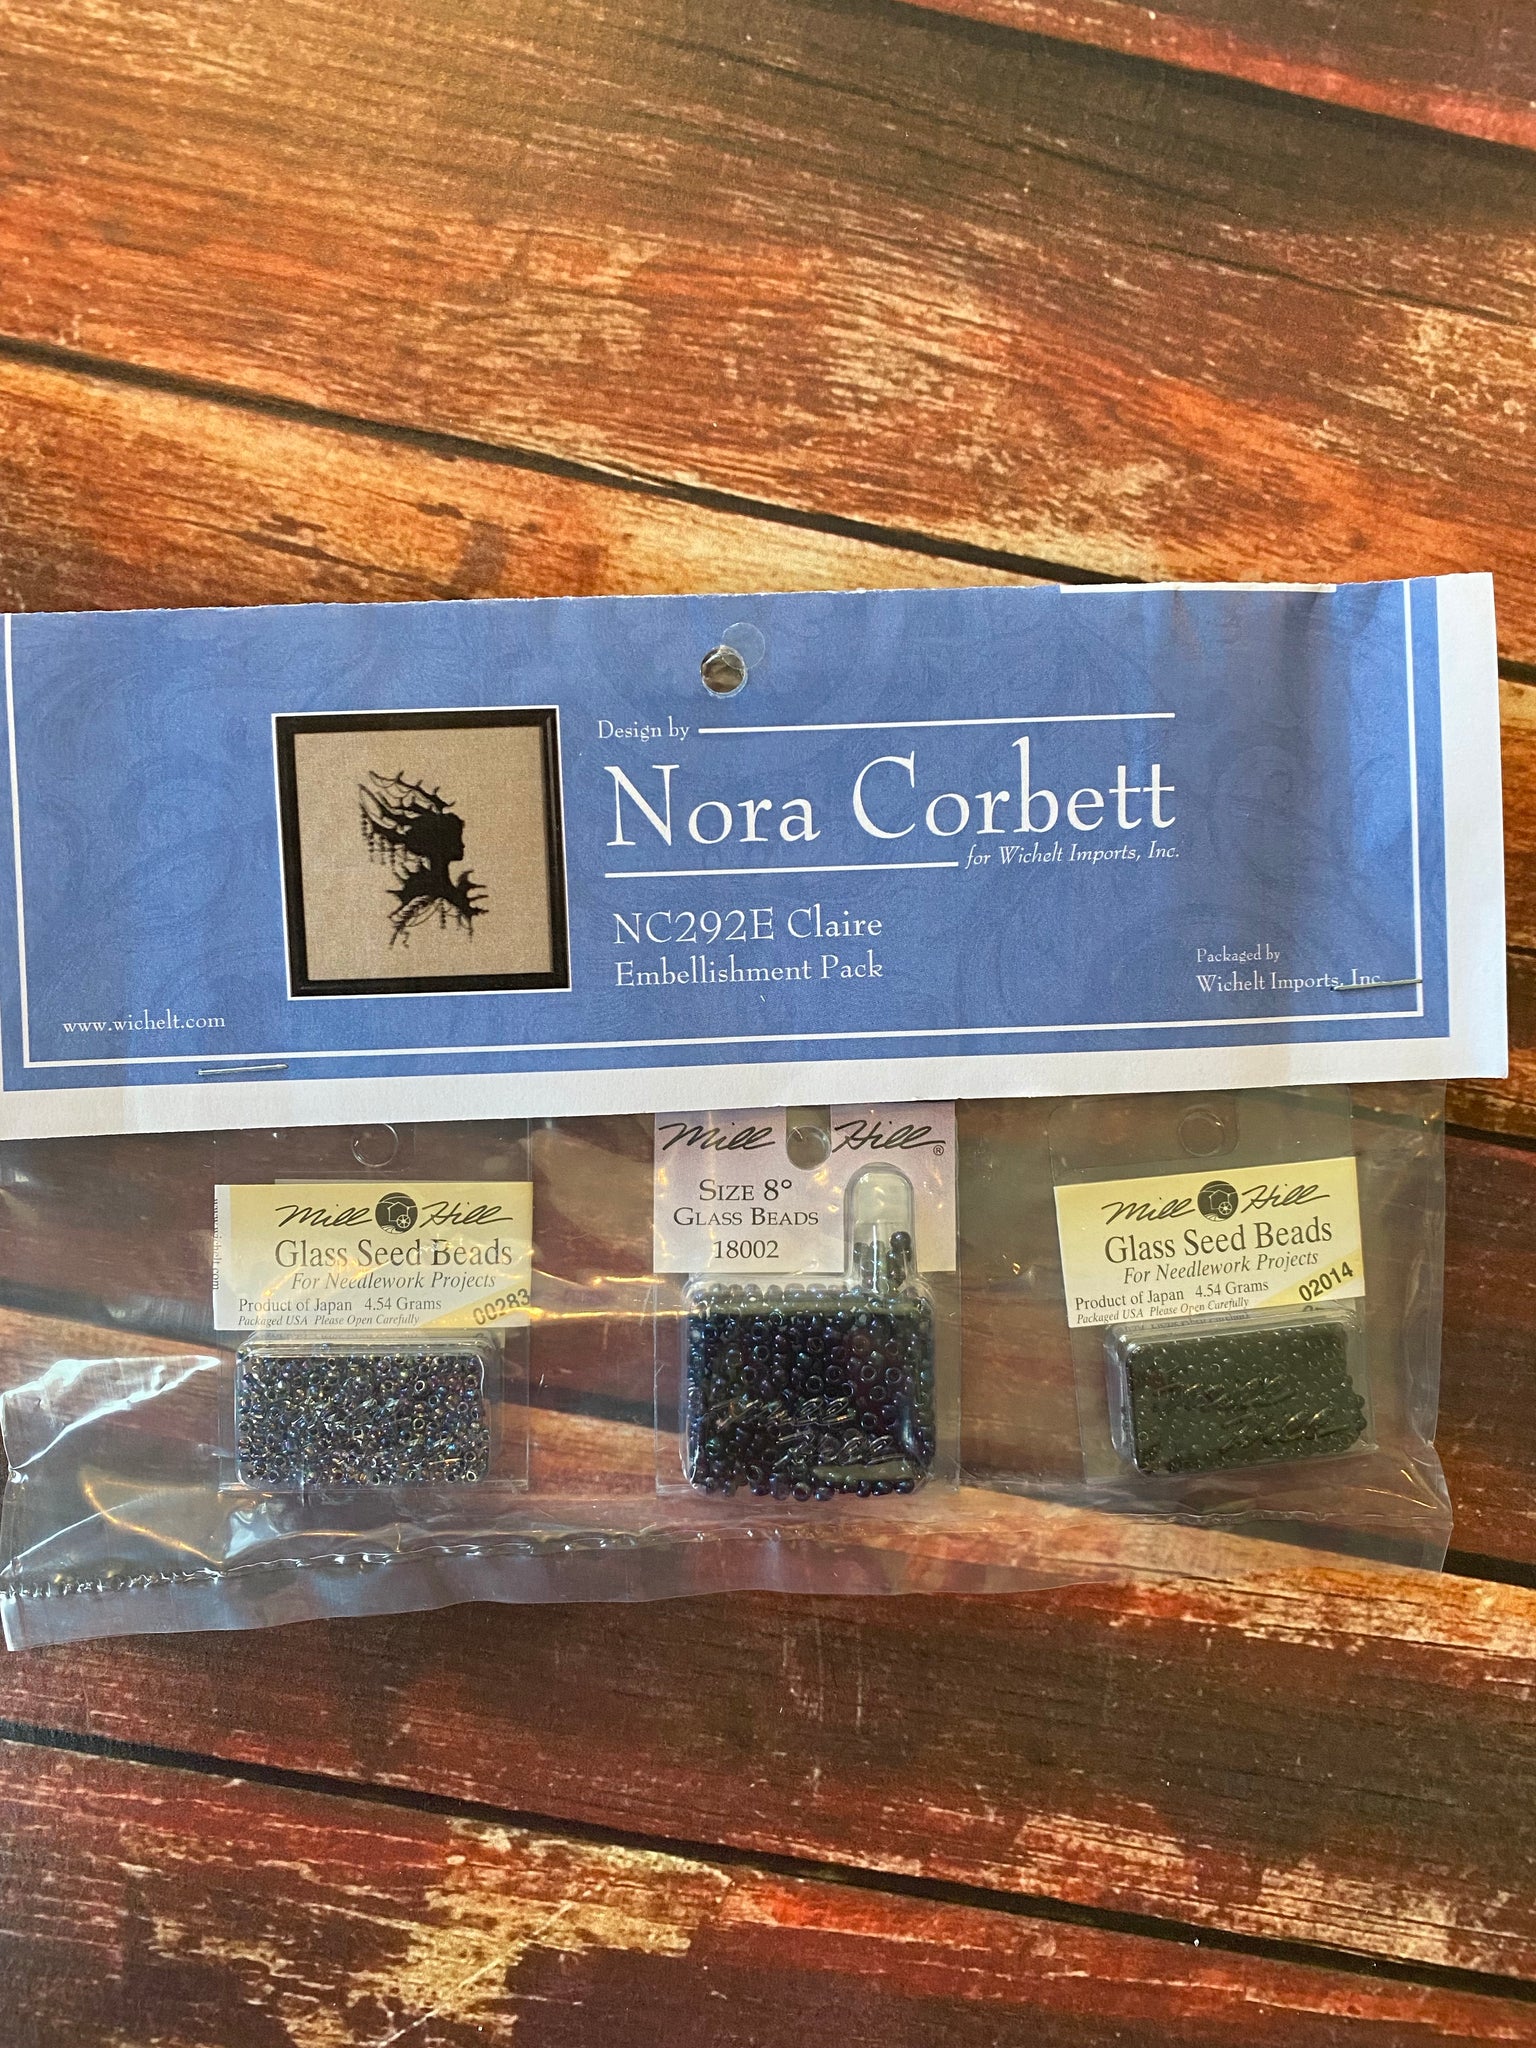 Design by
Nora Corbett
for Wichelt Imports, Inc.
NC292E Claire
Embellishment Pack
Packaged by
Wichelt Imports, Inc.
www.wichelt.com
Mill Hill
Glass Seed Beads
For Needlework Projects
Product of Japan 4.54 Grams
Packaged USA Please Open Carefully
00283
Mill Hill®
Size 8°
Glass Beads
18002
Mill Hill
Glass Seed Beads
For Needlework Projects
Product of Japan 4.54 Grams
Packaged USA Please Open Carefully
02014